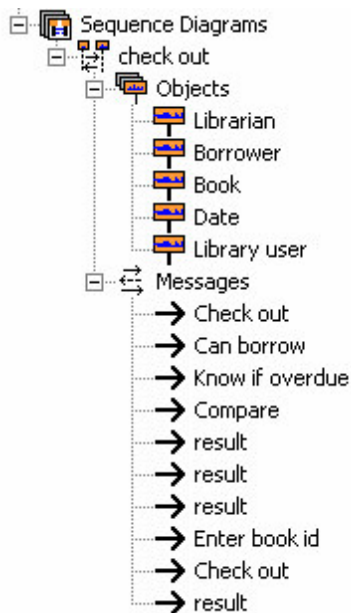 Sequence Diagrams
check out
Objects
Librarian
Borrower
Book
Date
Library user
Messages
Check out
Can borrow
Know if overdue
Compare
result
result
result
Enter book id
Check out
result